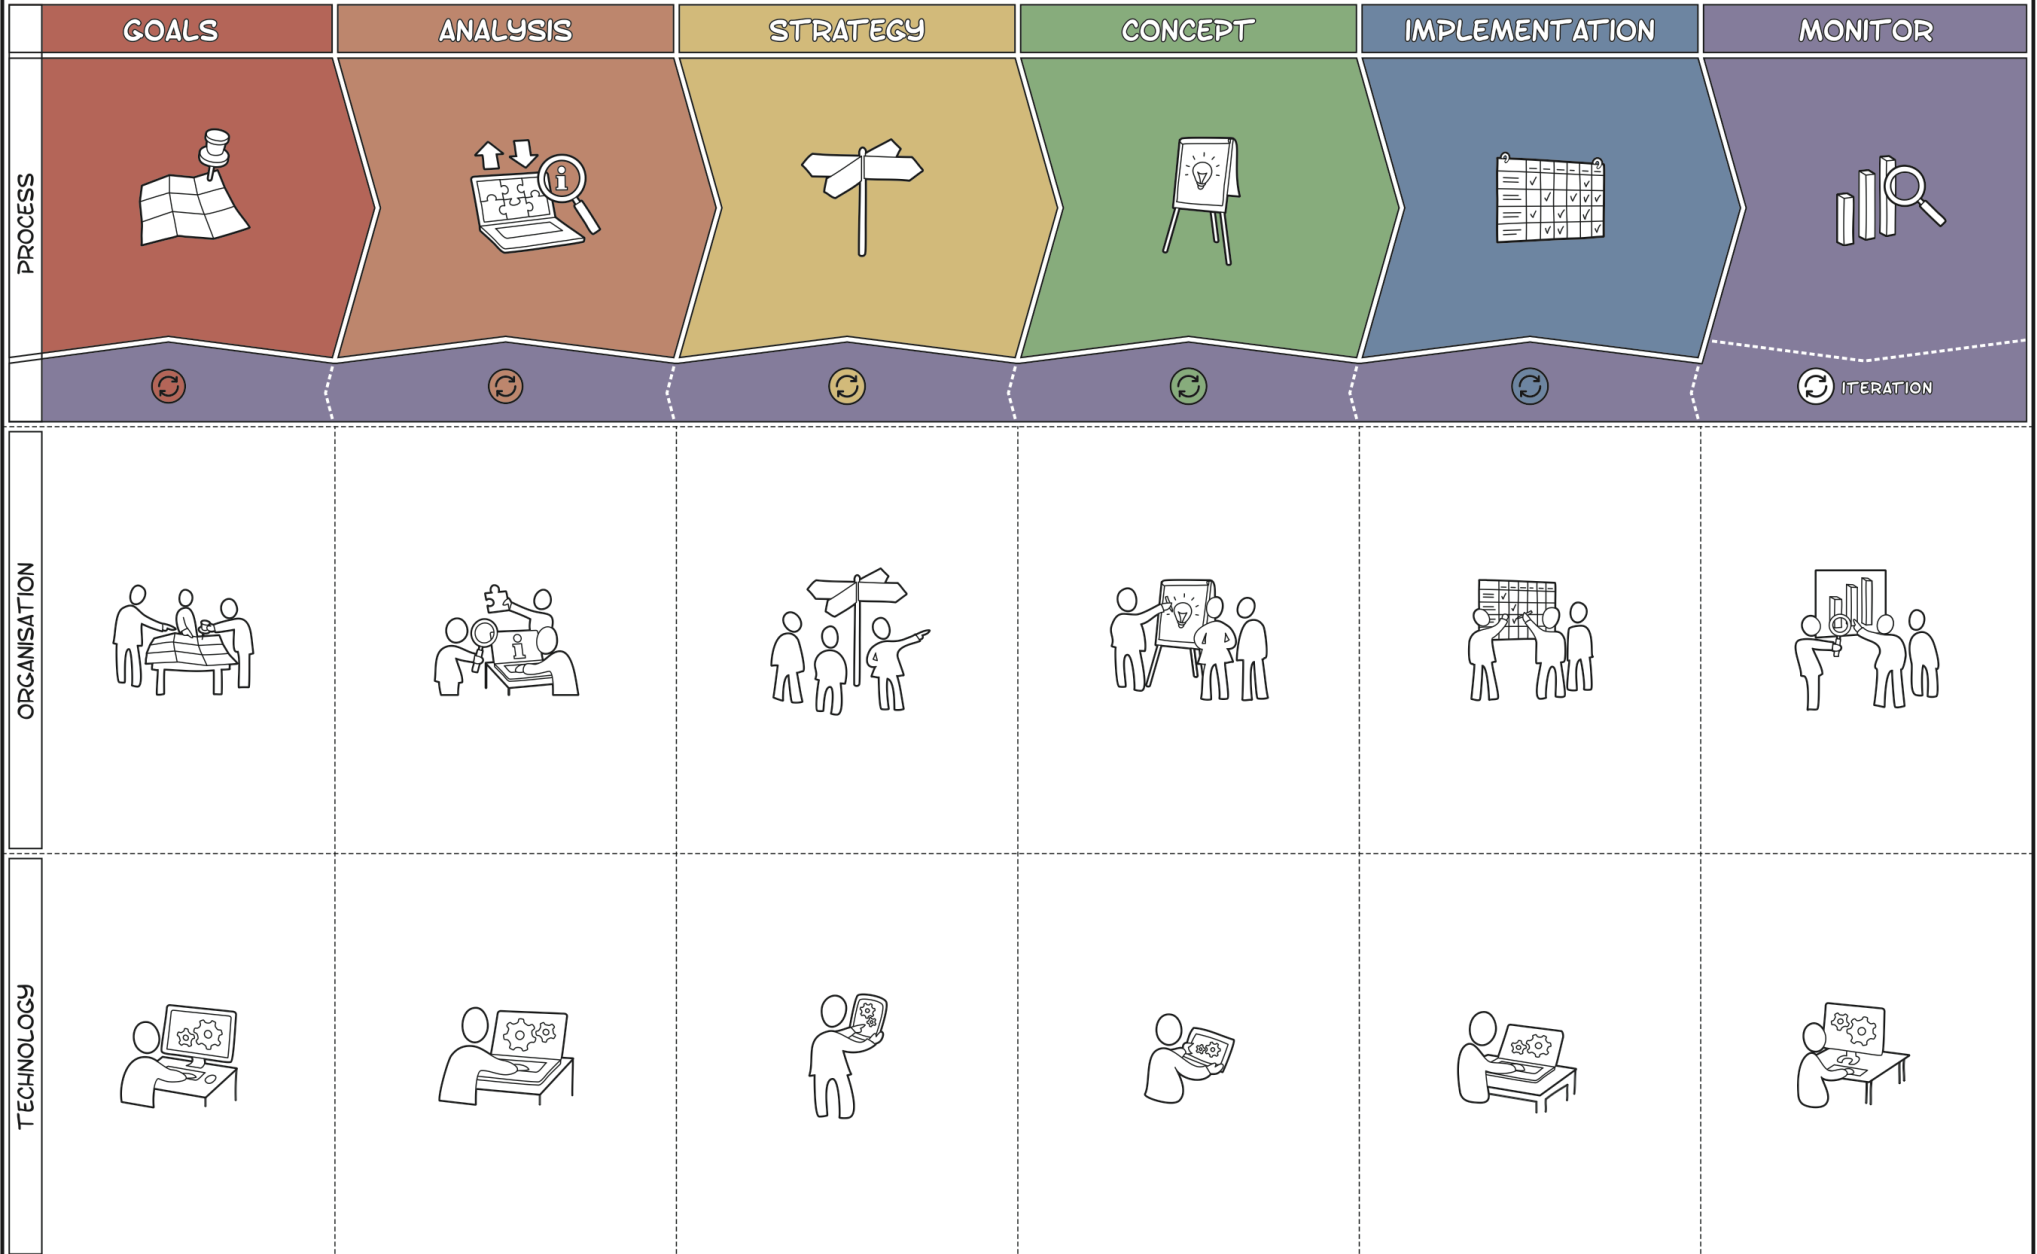 GOALS
ANALYSIS
STRATEGY
CONCEPT
IMPLEMENTATION
MONITOR
PROCESS
i
ITERATION
ORGANISATION
i
TECHNOLOGY